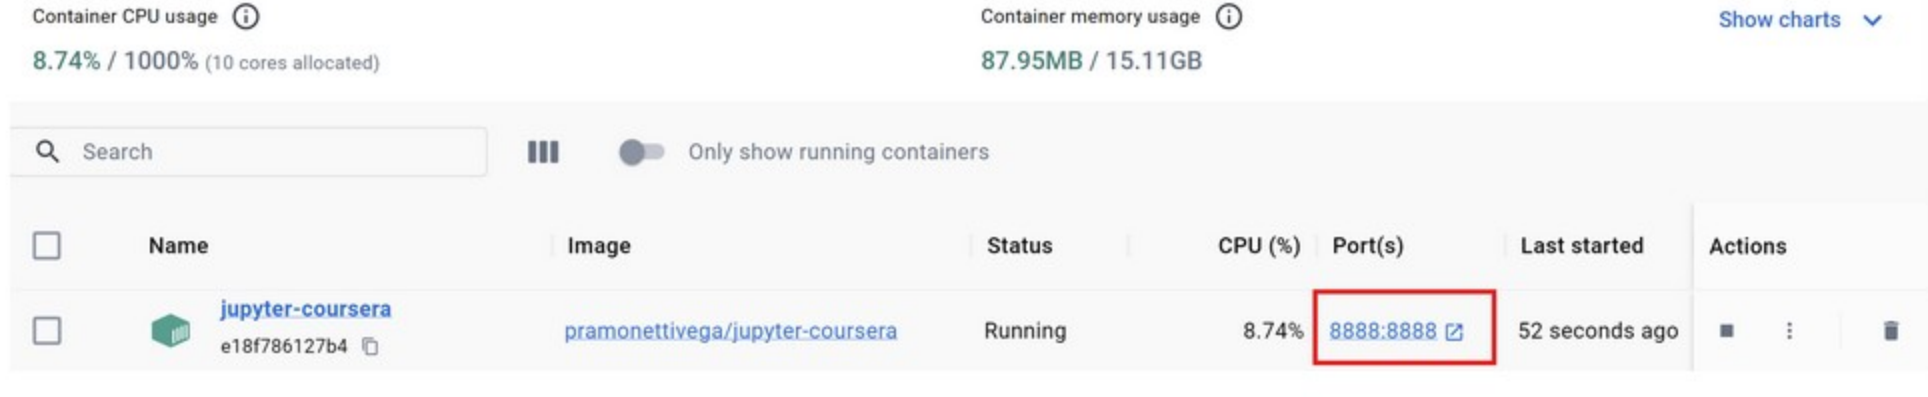 Container CPU usage
Container memory usage
Show charts
8.74% / 1000% (10 cores allocated)
87.95MB / 15.11GB
Search
Only show running containers
Name Image Status CPU (%) Port(s) Last started Actions
jupyter-coursera
e18f786127b4
pramonettivega/jupyter-coursera Running 8.74% 8888:8888 52 seconds ago